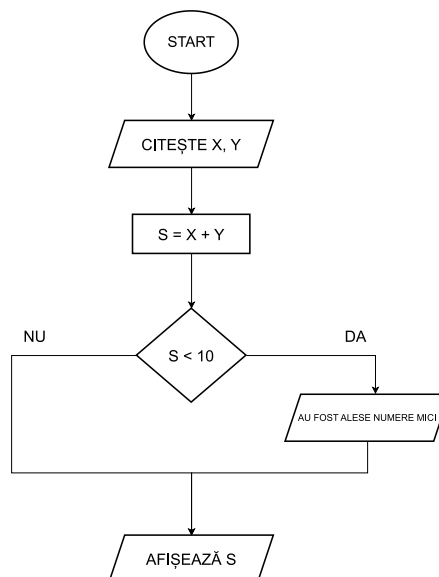 START
CITEȘTE X, Y
S = X + Y
NU
DA
S < 10
AU FOST ALESE NUMERE MICI
AFIȘEAZĂ S